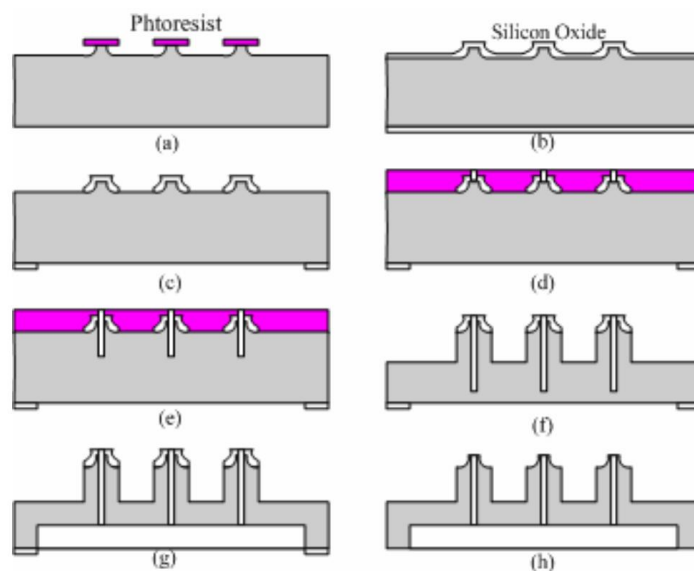 Phtoresist
Silicon Oxide
(a)
(b)
(c)
(d)
(e)
(f)
(g)
(h)